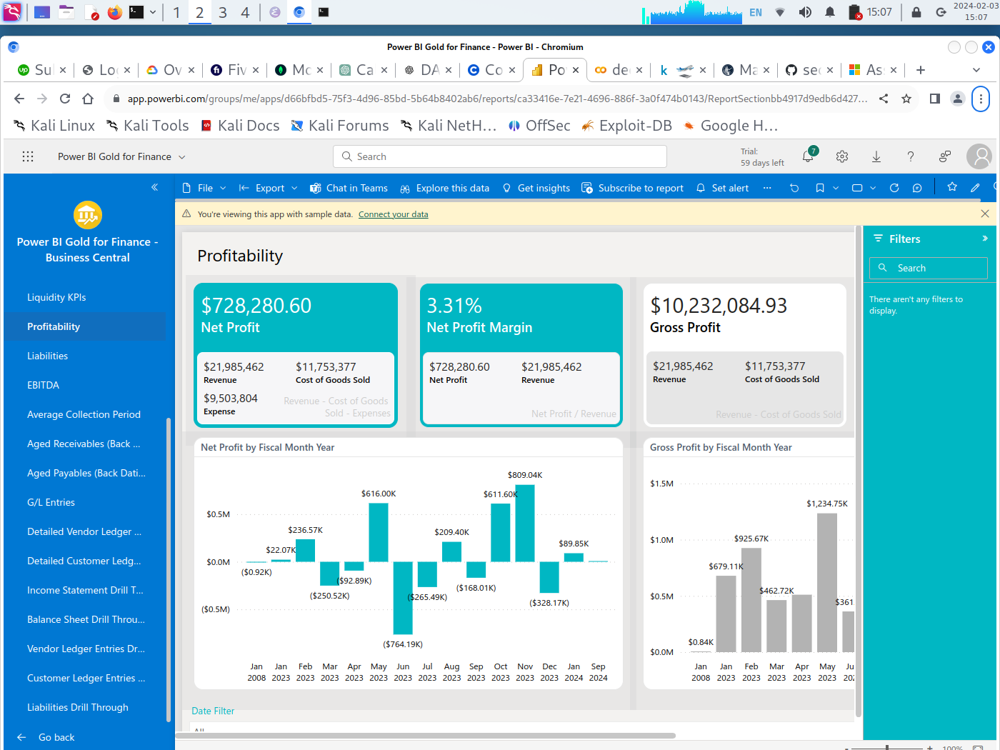 1 2 3 4
EN
15:07
2024-02-03
15:07
Power BI Gold for Finance - Power BI - Chromium
Su
Lo
Ov
Fiv
Mo
Ca
DA
Co
Po
de
k
Ma
sec
As
app.powerbi.com/groups/me/apps/d66bfbd5-75f3-4d96-85bd-5b64b8402ab6/reports/ca33416e-7e21-4696-886f-3a0f474b0143/ReportSectionbb4917d9edb6d427...
Kali Linux
Kali Tools
Kali Docs
Kali Forums
Kali NetH...
OffSec
Exploit-DB
Google H...
Power BI Gold for Finance
Search
Trial:
59 days left
7
File
Export
Chat in Teams
Explore this data
Get insights
Subscribe to report
Set alert
You're viewing this app with sample data. Connect your data
Power BI Gold for Finance -
Business Central
Liquidity KPIs
Profitability
Liabilities
EBITDA
Average Collection Period
Aged Receivables (Back ...
Aged Payables (Back Dati...
G/L Entries
Detailed Vendor Ledger ...
Detailed Customer Ledg...
Income Statement Drill T...
Balance Sheet Drill Throu...
Vendor Ledger Entries Dr...
Customer Ledger Entries ...
Liabilities Drill Through
Go back
Profitability
$728,280.60
Net Profit
$21,985,462
Revenue
$11,753,377
Cost of Goods Sold
$9,503,804
Expense
Revenue - Cost of Goods
Sold - Expenses
3.31%
Net Profit Margin
$728,280.60
Net Profit
$21,985,462
Revenue
Net Profit / Revenue
$10,232,084.93
Gross Profit
$21,985,462
Revenue
$11,753,377
Cost of Goods Sold
Revenue - Cost of Goods Sold
Net Profit by Fiscal Month Year
$0.5M
$0.0M
($0.5M)
($0.92K)
$22.07K
$236.57K
($250.52K)
($92.89K)
$616.00K
($764.19K)
($265.49K)
$209.40K
($168.01K)
$611.60K
$809.04K
($328.17K)
$89.85K
Jan Jan Feb Mar Apr May Jun Jul Aug Sep Oct Nov Dec Jan Sep
2008 2023 2023 2023 2023 2023 2023 2023 2023 2023 2023 2023 2023 2024 2024
Gross Profit by Fiscal Month Year
$1.5M
$1.0M
$0.5M
$0.0M
$0.84K
$679.11K
$925.67K
$462.72K
$1,234.75K
$361
Jan Jan Feb Mar Apr May Ju
2008 2023 2023 2023 2023 2023 202
Date Filter
All
Filters
Search
There aren't any filters to
display.
100%